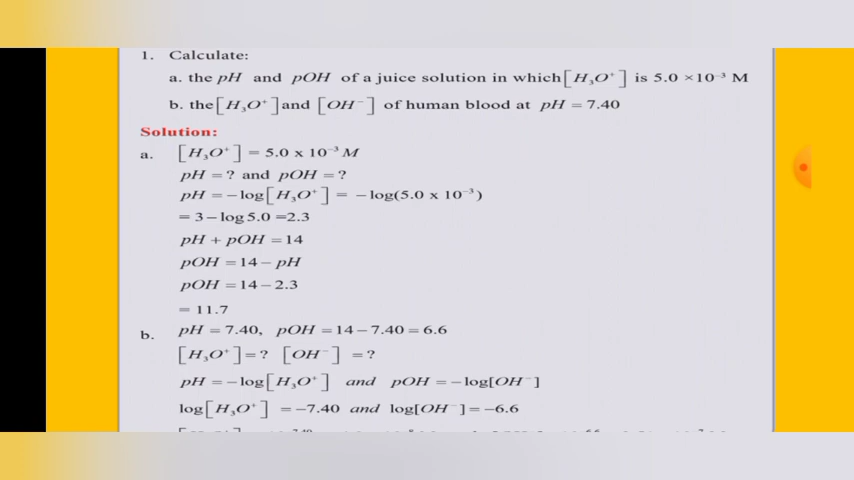 1. Calculate:
a. the pH and pOH of a juice solution in which [H₃O⁺] is 5.0 ×10⁻³ M
b. the [H₃O⁺] and [OH⁻] of human blood at pH = 7.40
Solution:
a. [H₃O⁺] = 5.0 x 10⁻³ M
pH = ? and pOH = ?
pH = −log[H₃O⁺] = −log(5.0 x 10⁻³)
= 3 − log 5.0 =2.3
pH + pOH = 14
pOH = 14 − pH
pOH = 14 − 2.3
= 11.7
b. pH = 7.40, pOH = 14 − 7.40 = 6.6
[H₃O⁺] = ? [OH⁻] = ?
pH = −log[H₃O⁺] and pOH = −log[OH⁻]
log[H₃O⁺] = −7.40 and log[OH⁻] = −6.6